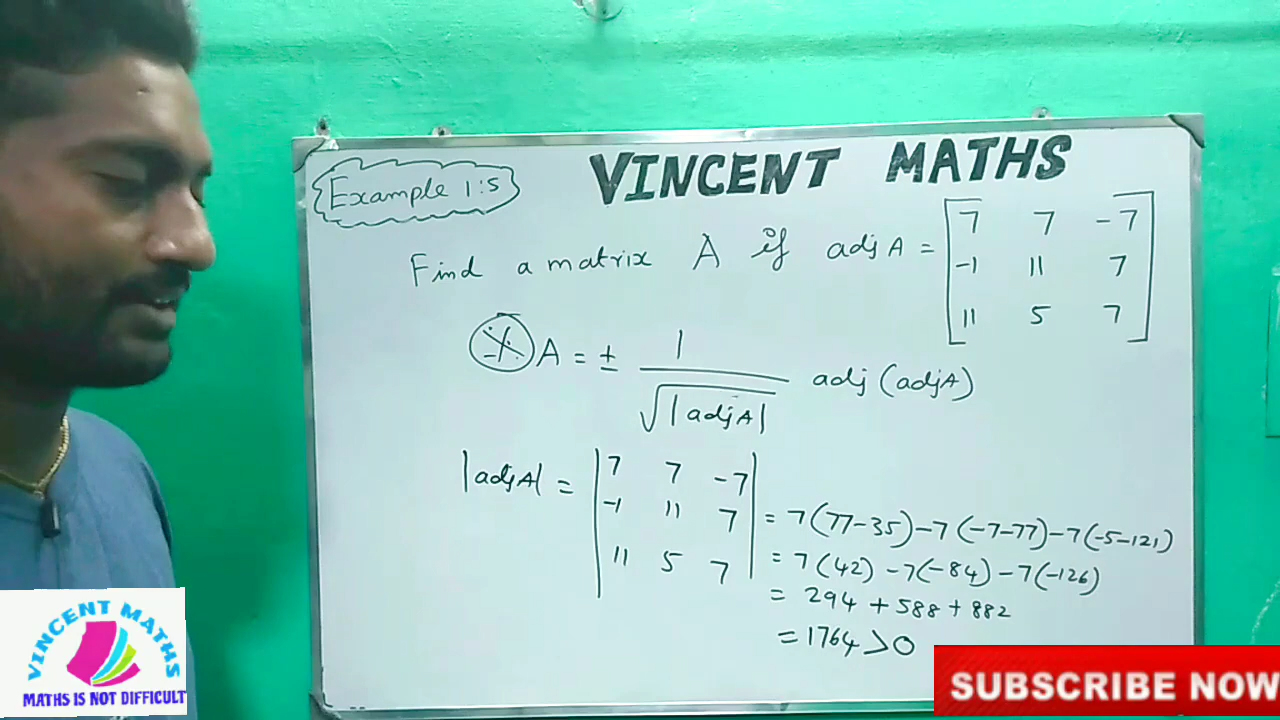 VINCENT MATHS
Example 1:5
Find a matrix A if adj A = [7 7 -7
-1 11 7
11 5 7]
A = ± 1/√|adj A| adj (adj A)
|adj A| = |7 7 -7
-1 11 7
11 5 7|
= 7(77-35)-7(-7-77)-7(-5-121)
= 7(42) -7(-84) -7(-126)
= 294 + 588 + 882
= 1764 > 0
VINCENT MATHS
MATHS IS NOT DIFFICULT
SUBSCRIBE NOW